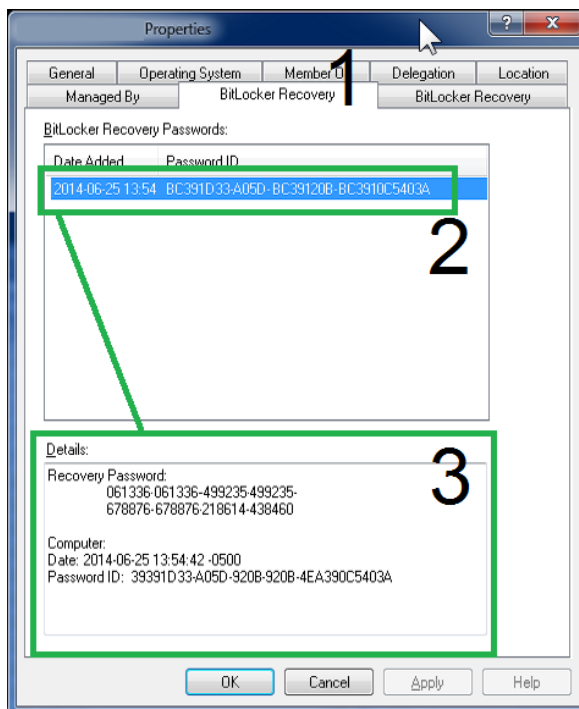 Properties
?
X
1
General Operating System Member O Delegation Location
Managed By BitLocker Recovery BitLocker Recovery
BitLocker Recovery Passwords:
Date Added Password ID
2014-06-25 13:54 BC391D33-A05D-BC39120B-BC3910C5403A
2
Details:
3
Recovery Password:
061336-061336-499235-499235-
678876-678876-218614-438460
Computer:
Date: 2014-06-25 13:54:42 -0500
Password ID: 39391D33-A05D-920B-920B-4EA390C5403A
OK Cancel Apply Help